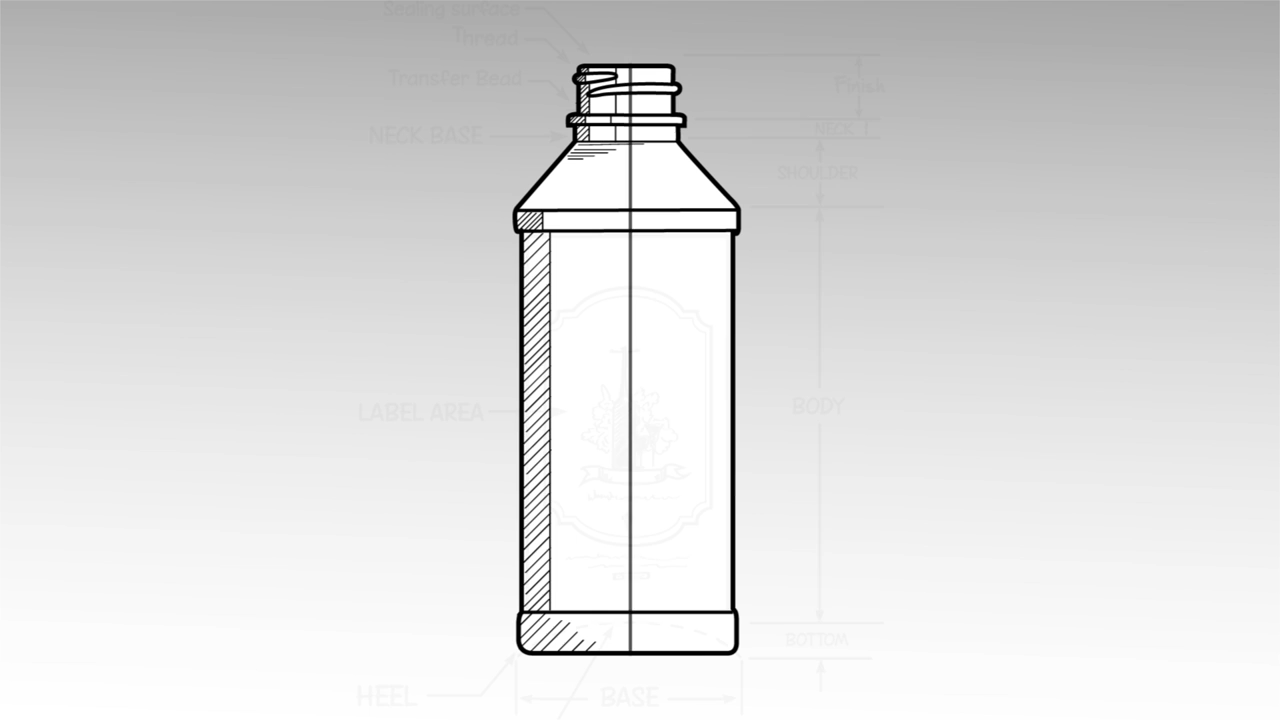 Sealing surface
Thread
Transfer Bead
Finish
NECK BASE
NECK
SHOULDER
LABEL AREA
BODY
BOTTOM
HEEL
BASE